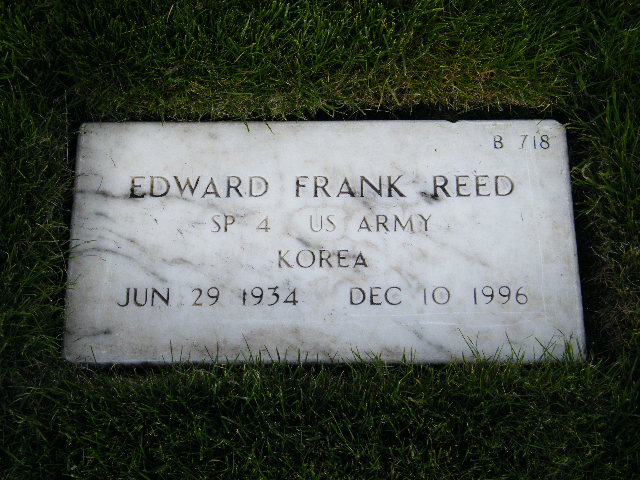 B 718
EDWARD FRANK REED
SP 4 US ARMY
KOREA
JUN 29 1934 DEC 10 1996